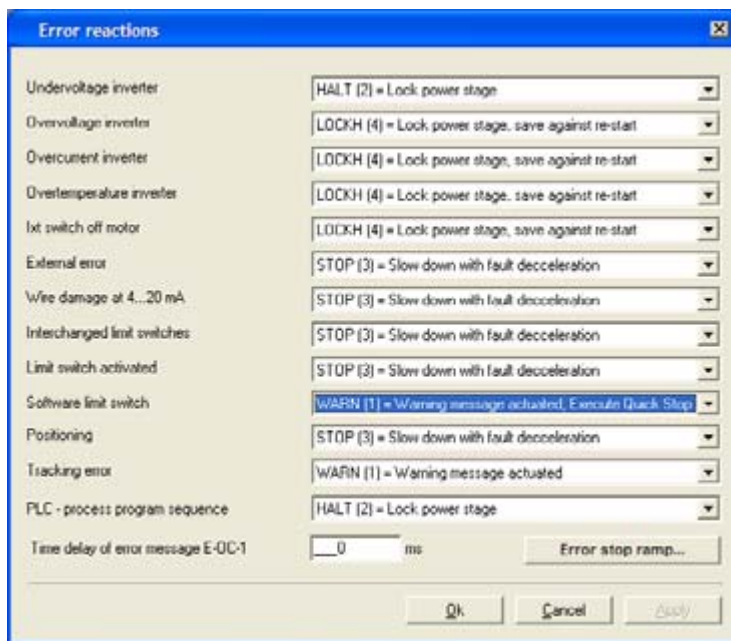 Error reactions
Undervoltage inverter HALT (2) = Lock power stage
Overvoltage inverter LOCKH (4) = Lock power stage, save against re-start
Overcurrent inverter LOCKH (4) = Lock power stage, save against re-start
Overtemperature inverter LOCKH (4) = Lock power stage, save against re-start
Ixt switch off motor LOCKH (4) = Lock power stage, save against re-start
External error STOP (3) = Slow down with fault decceleration
Wire damage at 4...20 mA STOP (3) = Slow down with fault decceleration
Interchanged limit switches STOP (3) = Slow down with fault decceleration
Limit switch activated STOP (3) = Slow down with fault decceleration
Software limit switch WARN (1) = Warning message actuated, Execute Quick Stop
Positioning STOP (3) = Slow down with fault decceleration
Tracking error WARN (1) = Warning message actuated
PLC - process program sequence HALT (2) = Lock power stage
Time delay of error message E-OC-1 ___0 ms Error stop ramp...
Ok Cancel Apply